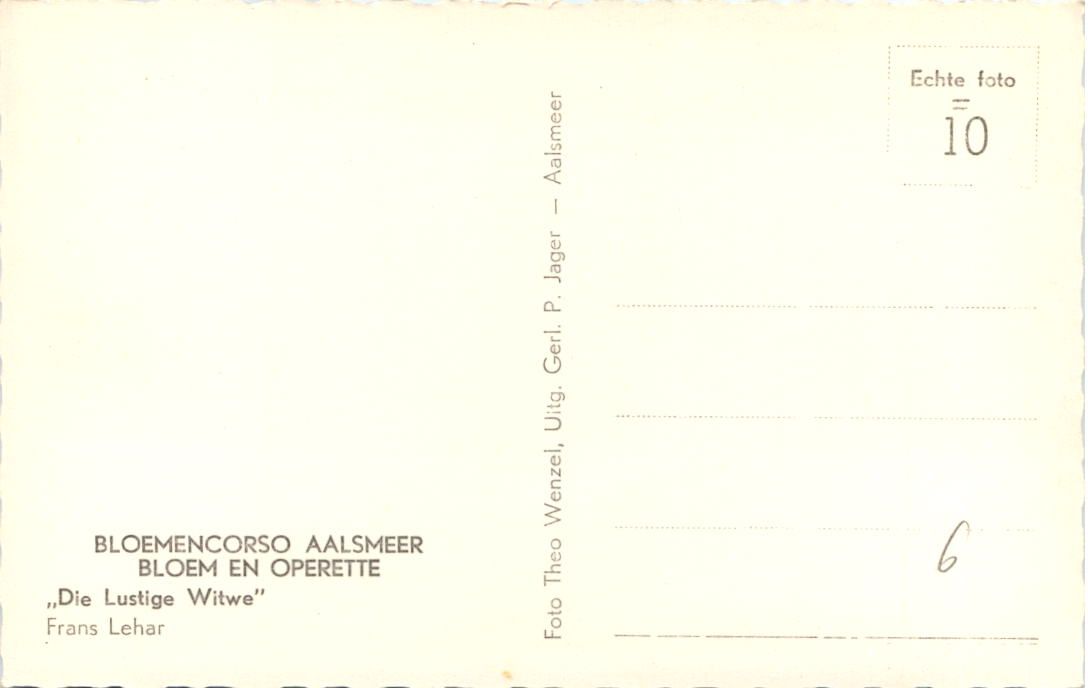 BLOEMENCORSO AALSMEER
BLOEM EN OPERETTE
„Die Lustige Witwe”
Frans Lehar
Foto Theo Wenzel, Uitg. Gerl. P. Jager — Aalsmeer
Echte foto
=
10
6